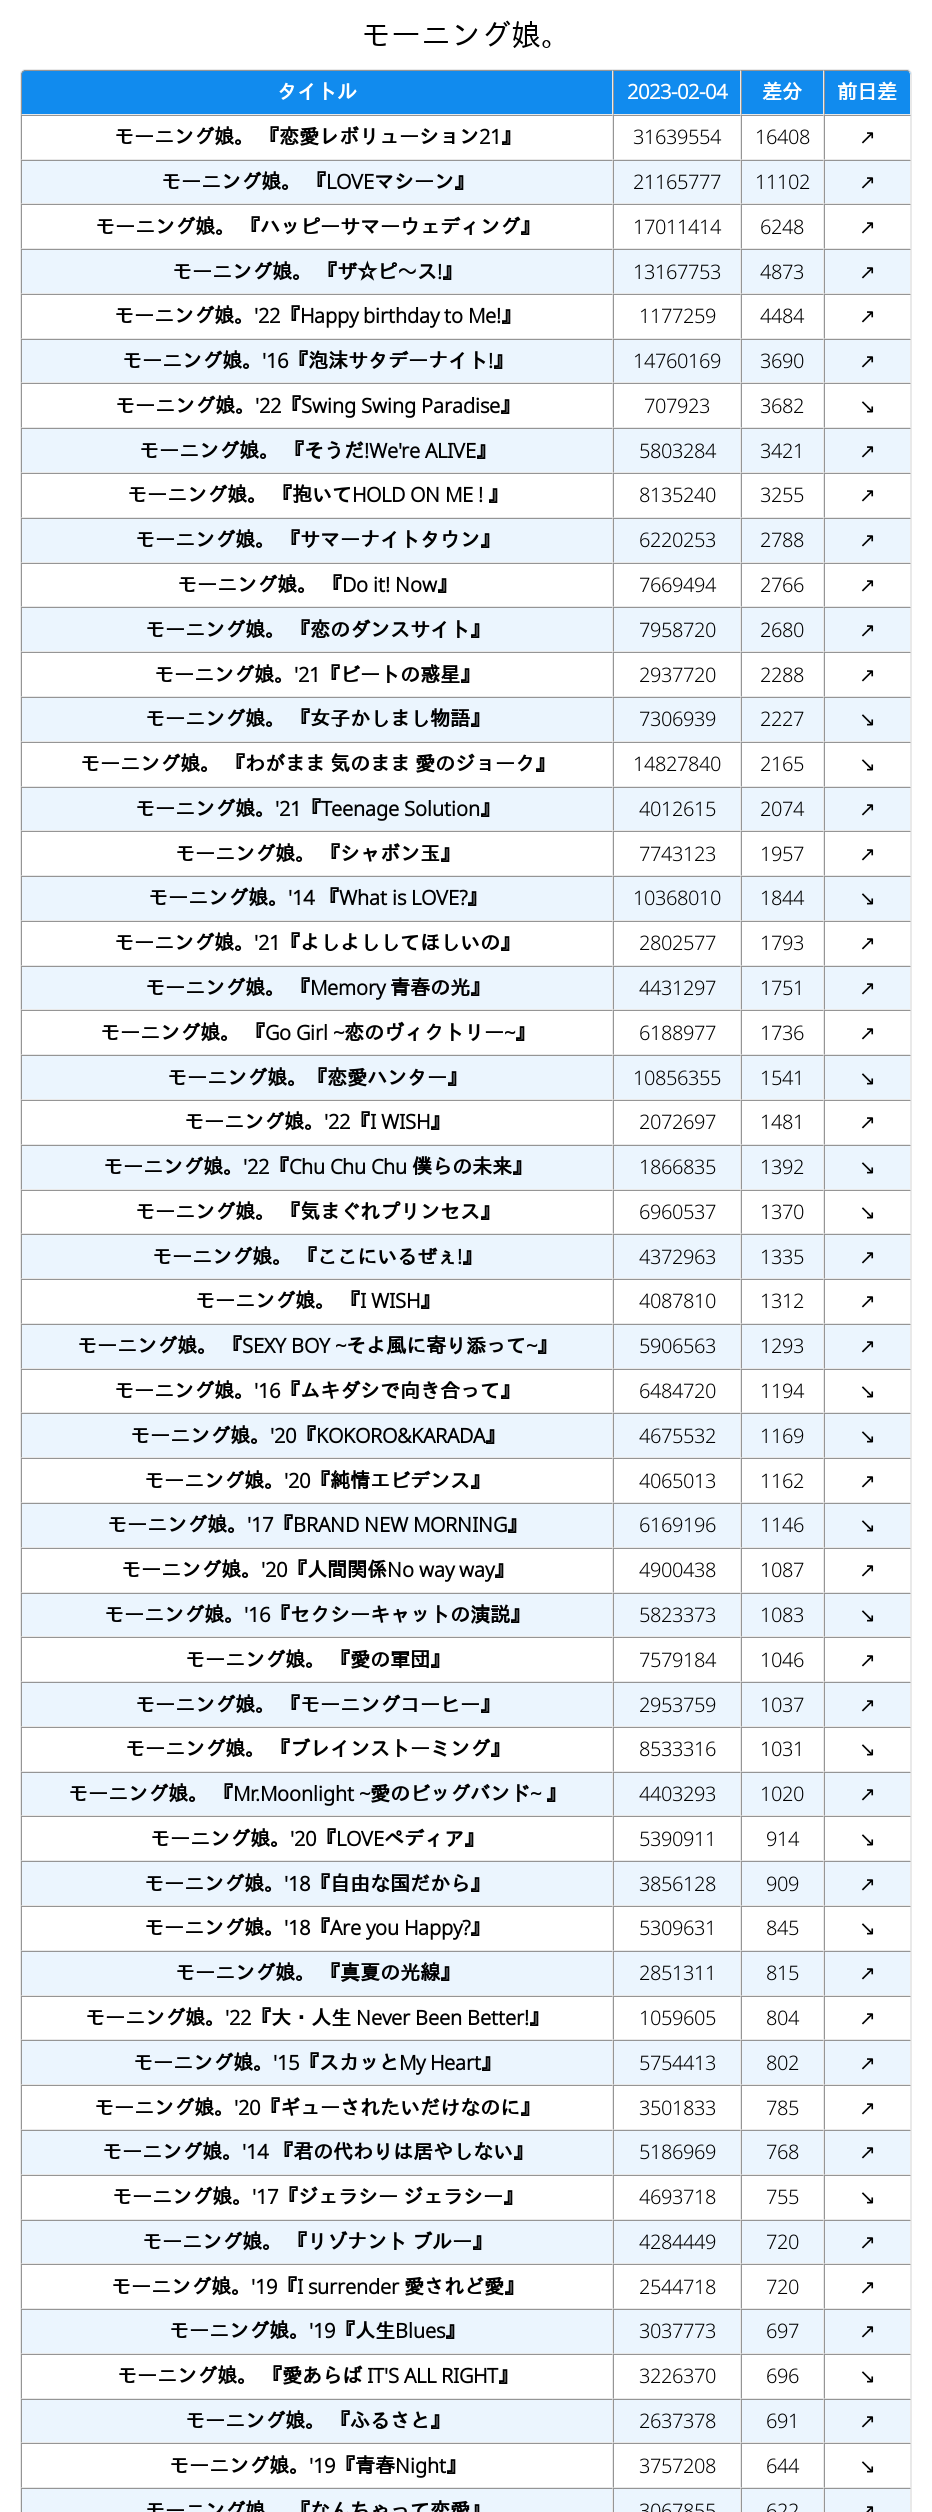 モーニング娘。
タイトル 2023-02-04 差分 前日差
モーニング娘。 『恋愛レボリューション21』 31639554 16408 ↗
モーニング娘。 『LOVEマシーン』 21165777 11102 ↗
モーニング娘。 『ハッピーサマーウェディング』 17011414 6248 ↗
モーニング娘。 『ザ☆ピ～ス!』 13167753 4873 ↗
モーニング娘。'22『Happy birthday to Me!』 1177259 4484 ↗
モーニング娘。'16『泡沫サタデーナイト!』 14760169 3690 ↗
モーニング娘。'22『Swing Swing Paradise』 707923 3682 ↘
モーニング娘。 『そうだ!We're ALIVE』 5803284 3421 ↗
モーニング娘。 『抱いてHOLD ON ME ! 』 8135240 3255 ↗
モーニング娘。 『サマーナイトタウン』 6220253 2788 ↗
モーニング娘。 『Do it! Now』 7669494 2766 ↗
モーニング娘。 『恋のダンスサイト』 7958720 2680 ↗
モーニング娘。'21『ビートの惑星』 2937720 2288 ↗
モーニング娘。 『女子かしまし物語』 7306939 2227 ↘
モーニング娘。 『わがまま 気のまま 愛のジョーク』 14827840 2165 ↘
モーニング娘。'21『Teenage Solution』 4012615 2074 ↗
モーニング娘。 『シャボン玉』 7743123 1957 ↗
モーニング娘。'14 『What is LOVE?』 10368010 1844 ↘
モーニング娘。'21『よしよししてほしいの』 2802577 1793 ↗
モーニング娘。 『Memory 青春の光』 4431297 1751 ↗
モーニング娘。 『Go Girl ~恋のヴィクトリー~』 6188977 1736 ↗
モーニング娘。『恋愛ハンター』 10856355 1541 ↘
モーニング娘。'22『I WISH』 2072697 1481 ↗
モーニング娘。'22『Chu Chu Chu 僕らの未来』 1866835 1392 ↘
モーニング娘。 『気まぐれプリンセス』 6960537 1370 ↘
モーニング娘。 『ここにいるぜぇ!』 4372963 1335 ↗
モーニング娘。 『I WISH』 4087810 1312 ↗
モーニング娘。 『SEXY BOY ~そよ風に寄り添って~』 5906563 1293 ↗
モーニング娘。'16『ムキダシで向き合って』 6484720 1194 ↘
モーニング娘。'20『KOKORO&KARADA』 4675532 1169 ↘
モーニング娘。'20『純情エビデンス』 4065013 1162 ↗
モーニング娘。'17『BRAND NEW MORNING』 6169196 1146 ↘
モーニング娘。'20『人間関係No way way』 4900438 1087 ↗
モーニング娘。'16『セクシーキャットの演説』 5823373 1083 ↘
モーニング娘。 『愛の軍団』 7579184 1046 ↗
モーニング娘。 『モーニングコーヒー』 2953759 1037 ↗
モーニング娘。 『ブレインストーミング』 8533316 1031 ↘
モーニング娘。 『Mr.Moonlight ~愛のビッグバンド~ 』 4403293 1020 ↗
モーニング娘。'20『LOVEペディア』 5390911 914 ↘
モーニング娘。'18『自由な国だから』 3856128 909 ↗
モーニング娘。'18『Are you Happy?』 5309631 845 ↘
モーニング娘。 『真夏の光線』 2851311 815 ↗
モーニング娘。'22『大・人生 Never Been Better!』 1059605 804 ↗
モーニング娘。'15『スカッとMy Heart』 5754413 802 ↗
モーニング娘。'20『ギューされたいだけなのに』 3501833 785 ↗
モーニング娘。'14 『君の代わりは居やしない』 5186969 768 ↗
モーニング娘。'17『ジェラシー ジェラシー』 4693718 755 ↘
モーニング娘。 『リゾナント ブルー』 4284449 720 ↗
モーニング娘。'19『I surrender 愛されど愛』 2544718 720 ↗
モーニング娘。'19『人生Blues』 3037773 697 ↗
モーニング娘。 『愛あらば IT'S ALL RIGHT』 3226370 696 ↘
モーニング娘。 『ふるさと』 2637378 691 ↗
モーニング娘。'19『青春Night』 3757208 644 ↘
モーニング娘。 『なんちゃって恋愛』 3067855 622 ↗